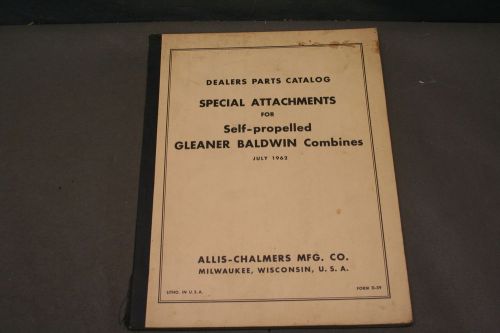 DEALERS PARTS CATALOG
SPECIAL ATTACHMENTS
FOR
Self-propelled
GLEANER BALDWIN Combines
JULY 1962
ALLIS-CHALMERS MFG. CO.
MILWAUKEE, WISCONSIN, U. S. A.
LITHO. IN U.S.A.
FORM D-59